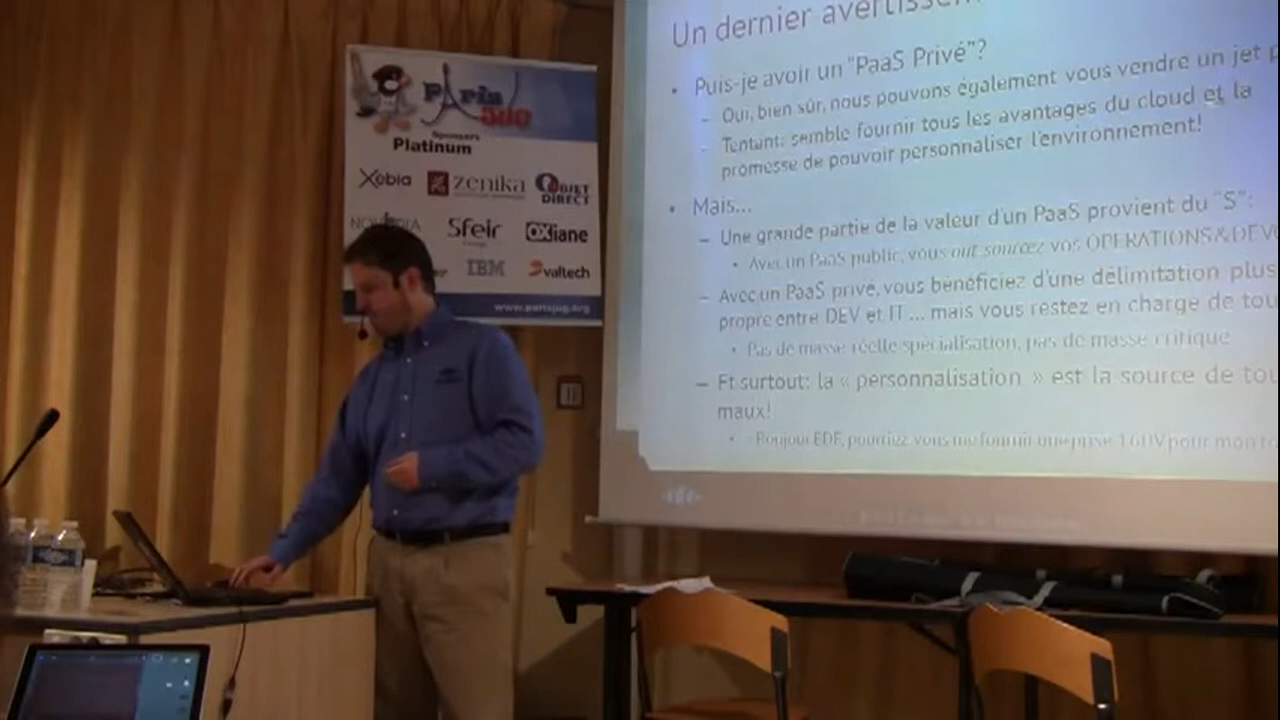 Paris
JUG
Sponsors
Platinum
Xebia
zenika
OBJET
DIRECT
Sfeir
OXiane
IBM
valtech
www.parisjug.org
Un dernier
Puis-je avoir un "PaaS Privé"?
– Oui, bien sûr, nous pouvons également vous vendre un jet
– Tentant: semble fournir tous les avantages du cloud et la
promesse de pouvoir personnaliser l'environnement!
Mais...
– Une grande partie de la valeur d'un PaaS provient du "S":
Avec un PaaS public, vous out sourcez vos OPERATIONS&DEV
– Avec un PaaS privé, vous bénéficiez d'une délimitation plus
propre entre DEV et IT ... mais vous restez en charge de
Pas de masse réelle spécialisation, pas de masse critique
– Et surtout: la « personnalisation » est la source de
maux!
EDF, pourriez vous me fournir une prise 160V pour mon